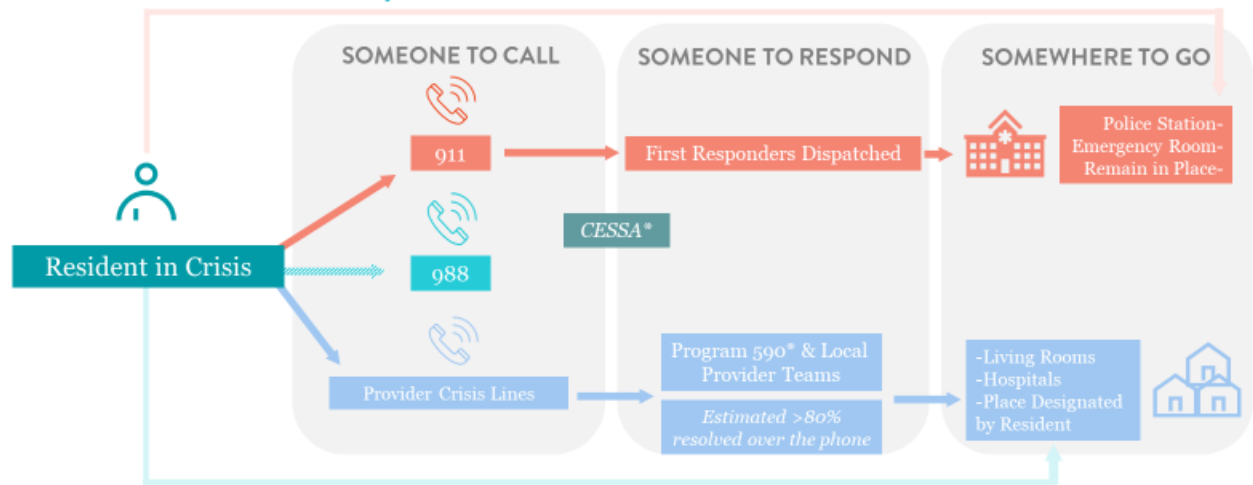 SOMEONE TO CALL
SOMEONE TO RESPOND
SOMEWHERE TO GO
911
First Responders Dispatched
Police Station-
Emergency Room-
Remain in Place-
CESSA*
Resident in Crisis
988
Provider Crisis Lines
Program 590* & Local
Provider Teams
Estimated >80%
resolved over the phone
-Living Rooms
-Hospitals
-Place Designated
by Resident